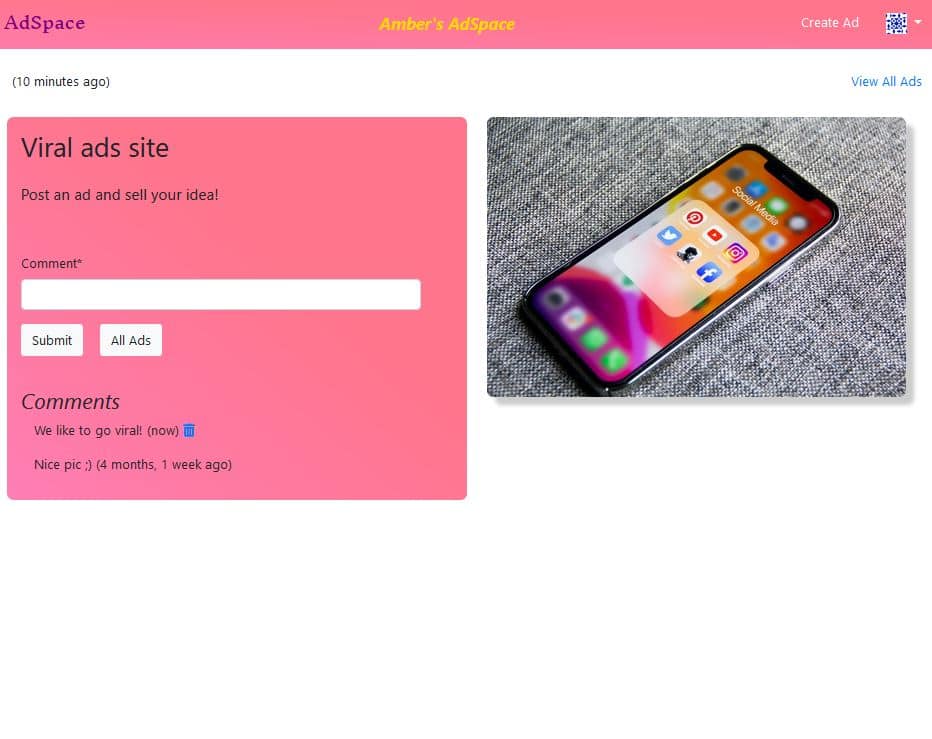 AdSpace
Amber's AdSpace
Create Ad
(10 minutes ago)
View All Ads
Viral ads site
Post an ad and sell your idea!
Comment*
Submit
All Ads
Comments
We like to go viral! (now)
Nice pic ;) (4 months, 1 week ago)
Social Media